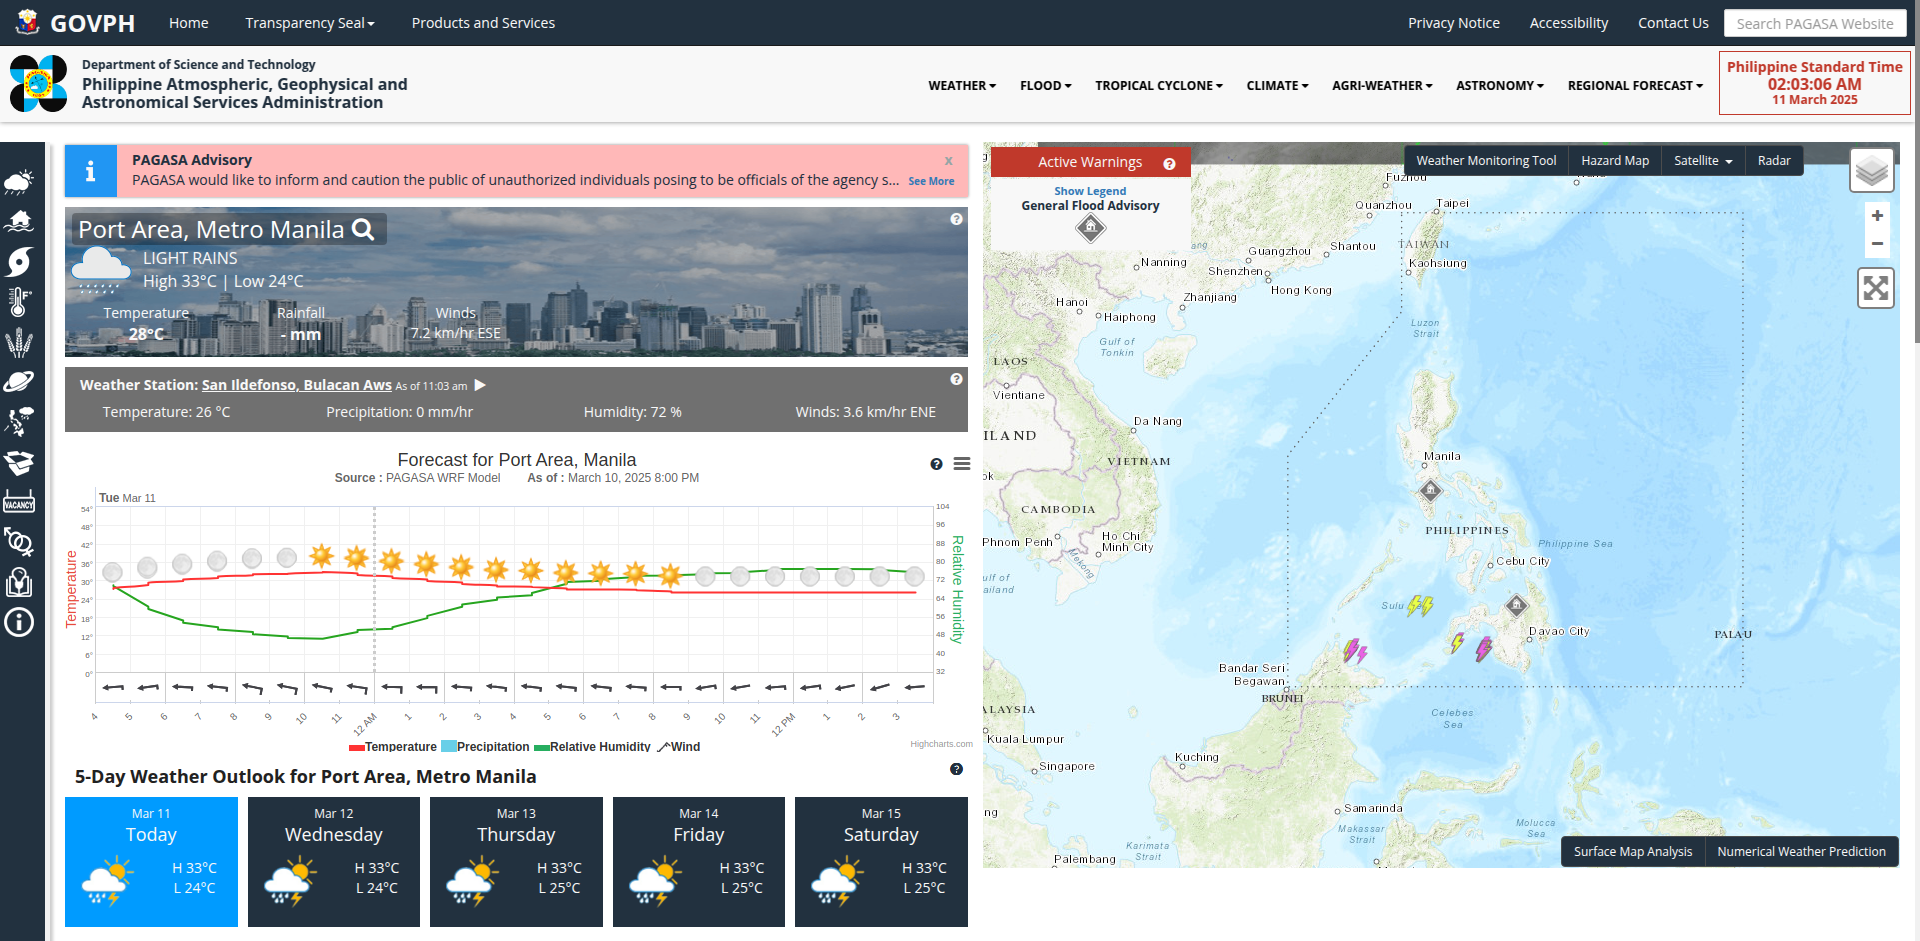 GOVPH
Home
Transparency Seal
Products and Services
Privacy Notice
Accessibility
Contact Us
Search PAGASA Website
Department of Science and Technology
Philippine Atmospheric, Geophysical and
Astronomical Services Administration
WEATHER
FLOOD
TROPICAL CYCLONE
CLIMATE
AGRI-WEATHER
ASTRONOMY
REGIONAL FORECAST
Philippine Standard Time
02:03:06 AM
11 March 2025
PAGASA Advisory
x
PAGASA would like to inform and caution the public of unauthorized individuals posing to be officials of the agency s... See More
Port Area, Metro Manila
LIGHT RAINS
High 33°C | Low 24°C
Temperature
28°C
Rainfall
- mm
Winds
7.2 km/hr ESE
Weather Station: San Ildefonso, Bulacan Aws As of 11:03 am
Temperature: 26 °C
Precipitation: 0 mm/hr
Humidity: 72 %
Winds: 3.6 km/hr ENE
Forecast for Port Area, Manila
Source : PAGASA WRF Model As of : March 10, 2025 8:00 PM
Tue Mar 11
Temperature
54°
48°
42°
36°
30°
24°
18°
12°
6°
0°
104
96
88
80
72
64
56
48
40
32
Relative Humidity
4 5 6 7 8 9 10 11 12 AM 1 2 3 4 5 6 7 8 9 10 11 12 PM 1 2 3
Temperature Precipitation Relative Humidity Wind
Highcharts.com
5-Day Weather Outlook for Port Area, Metro Manila
Mar 11
Today
H 33°C
L 24°C
Mar 12
Wednesday
H 33°C
L 24°C
Mar 13
Thursday
H 33°C
L 25°C
Mar 14
Friday
H 33°C
L 25°C
Mar 15
Saturday
H 33°C
L 25°C
VACANCY
Active Warnings
Show Legend
General Flood Advisory
Weather Monitoring Tool
Hazard Map
Satellite
Radar
+
−
Fuzhou
Quanzhou
Taipei
TAIWAN
Kaohsiung
Guangzhou
Shantou
Nanning
Shenzhen
Hong Kong
Hanoi
Zhanjiang
Haiphong
Luzon
Strait
Gulf of
Tonkin
LAOS
Vientiane
Da Nang
ILAND
VIETNAM
Manila
ok
CAMBODIA
PHILIPPINES
Phnom Penh
Ho Chi
Minh City
Mekong
Philippine Sea
Cebu City
ulf of
ailand
Sulu
Davao City
PALAU
Bandar Seri
Begawan
BRUNEI
ALAYSIA
Celebes
Sea
Kuala Lumpur
Kuching
Singapore
ng
Samarinda
Makassar
Strait
Molucca
Sea
Karimata
Strait
Palembang
Surface Map Analysis
Numerical Weather Prediction